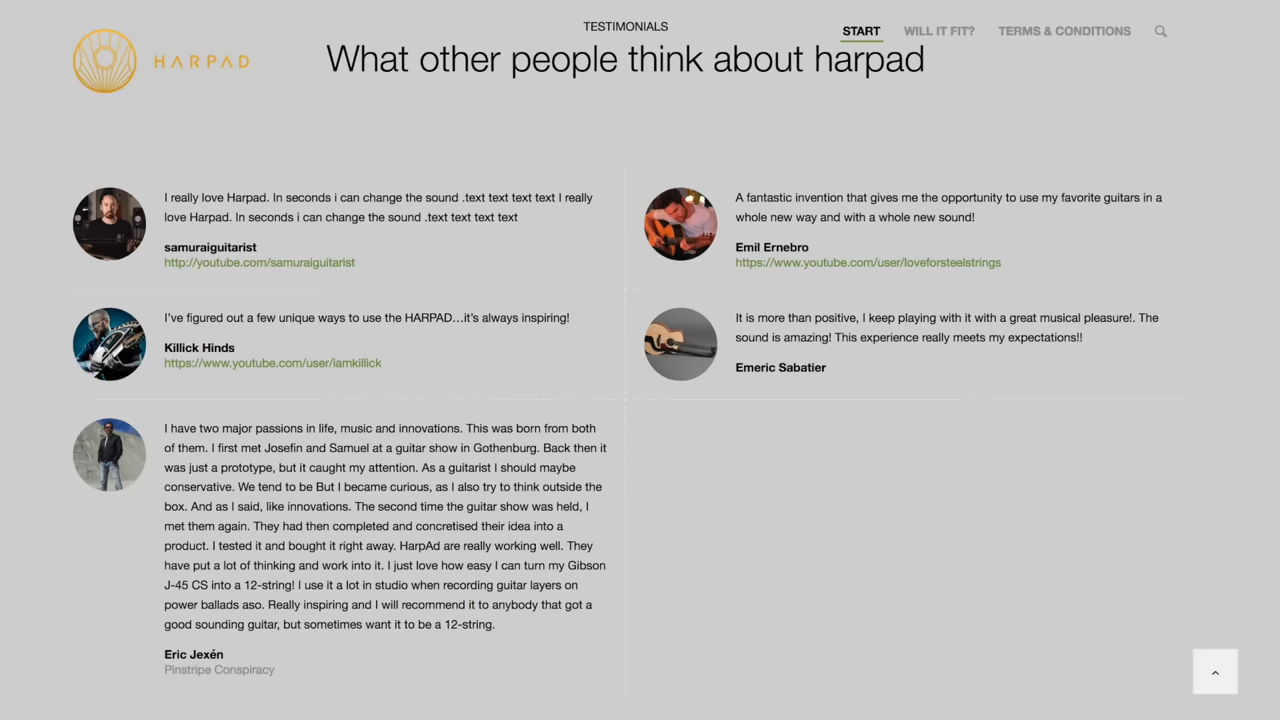 TESTIMONIALS
START WILL IT FIT? TERMS & CONDITIONS
HARPAD
What other people think about harpad
I really love Harpad. In seconds i can change the sound .text text text text I really
love Harpad. In seconds i can change the sound .text text text text
samuraiguitarist
http://youtube.com/samuraiguitarist
A fantastic invention that gives me the opportunity to use my favorite guitars in a
whole new way and with a whole new sound!
Emil Ernebro
https://www.youtube.com/user/loveforsteelstrings
I've figured out a few unique ways to use the HARPAD…it's always inspiring!
Killick Hinds
https://www.youtube.com/user/iamkillick
It is more than positive, I keep playing with it with a great musical pleasure!. The
sound is amazing! This experience really meets my expectations!!
Emeric Sabatier
I have two major passions in life, music and innovations. This was born from both
of them. I first met Josefin and Samuel at a guitar show in Gothenburg. Back then it
was just a prototype, but it caught my attention. As a guitarist I should maybe
conservative. We tend to be But I became curious, as I also try to think outside the
box. And as I said, like innovations. The second time the guitar show was held, I
met them again. They had then completed and concretised their idea into a
product. I tested it and bought it right away. HarpAd are really working well. They
have put a lot of thinking and work into it. I just love how easy I can turn my Gibson
J-45 CS into a 12-string! I use it a lot in studio when recording guitar layers on
power ballads aso. Really inspiring and I will recommend it to anybody that got a
good sounding guitar, but sometimes want it to be a 12-string.
Eric Jexén
Pinstripe Conspiracy